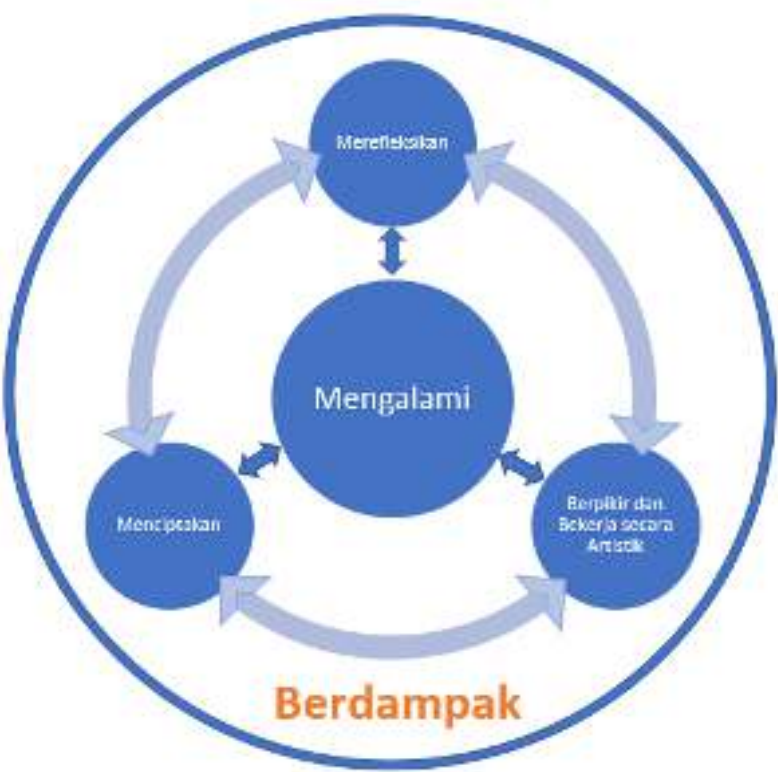 Merefleksikan
Mengalami
Menciptakan
Berpikir dan
Bekerja secara
Artistik
Berdampak